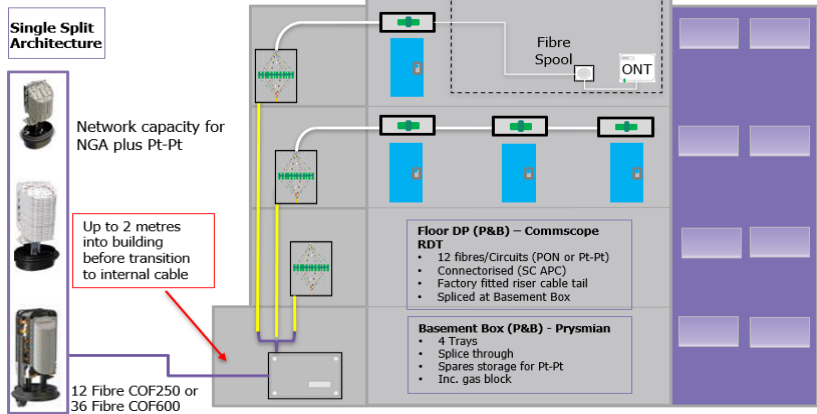 Single Split
Architecture
Fibre
Spool
ONT
Network capacity for
NGA plus Pt-Pt
Up to 2 metres
into building
before transition
to internal cable
Floor DP (P&B) – Commscope
RDT
• 12 fibres/Circuits (PON or Pt-Pt)
• Connectorised (SC APC)
• Factory fitted riser cable tail
• Spliced at Basement Box
Basement Box (P&B) - Prysmian
• 4 Trays
• Splice through
• Spares storage for Pt-Pt
• Inc. gas block
12 Fibre COF250 or
36 Fibre COF600